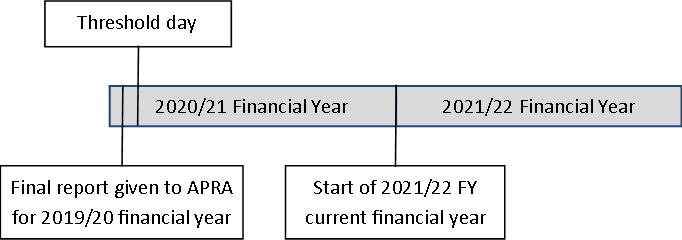 Threshold day
2020/21 Financial Year
2021/22 Financial Year
Final report given to APRA
for 2019/20 financial year
Start of 2021/22 FY
current financial year